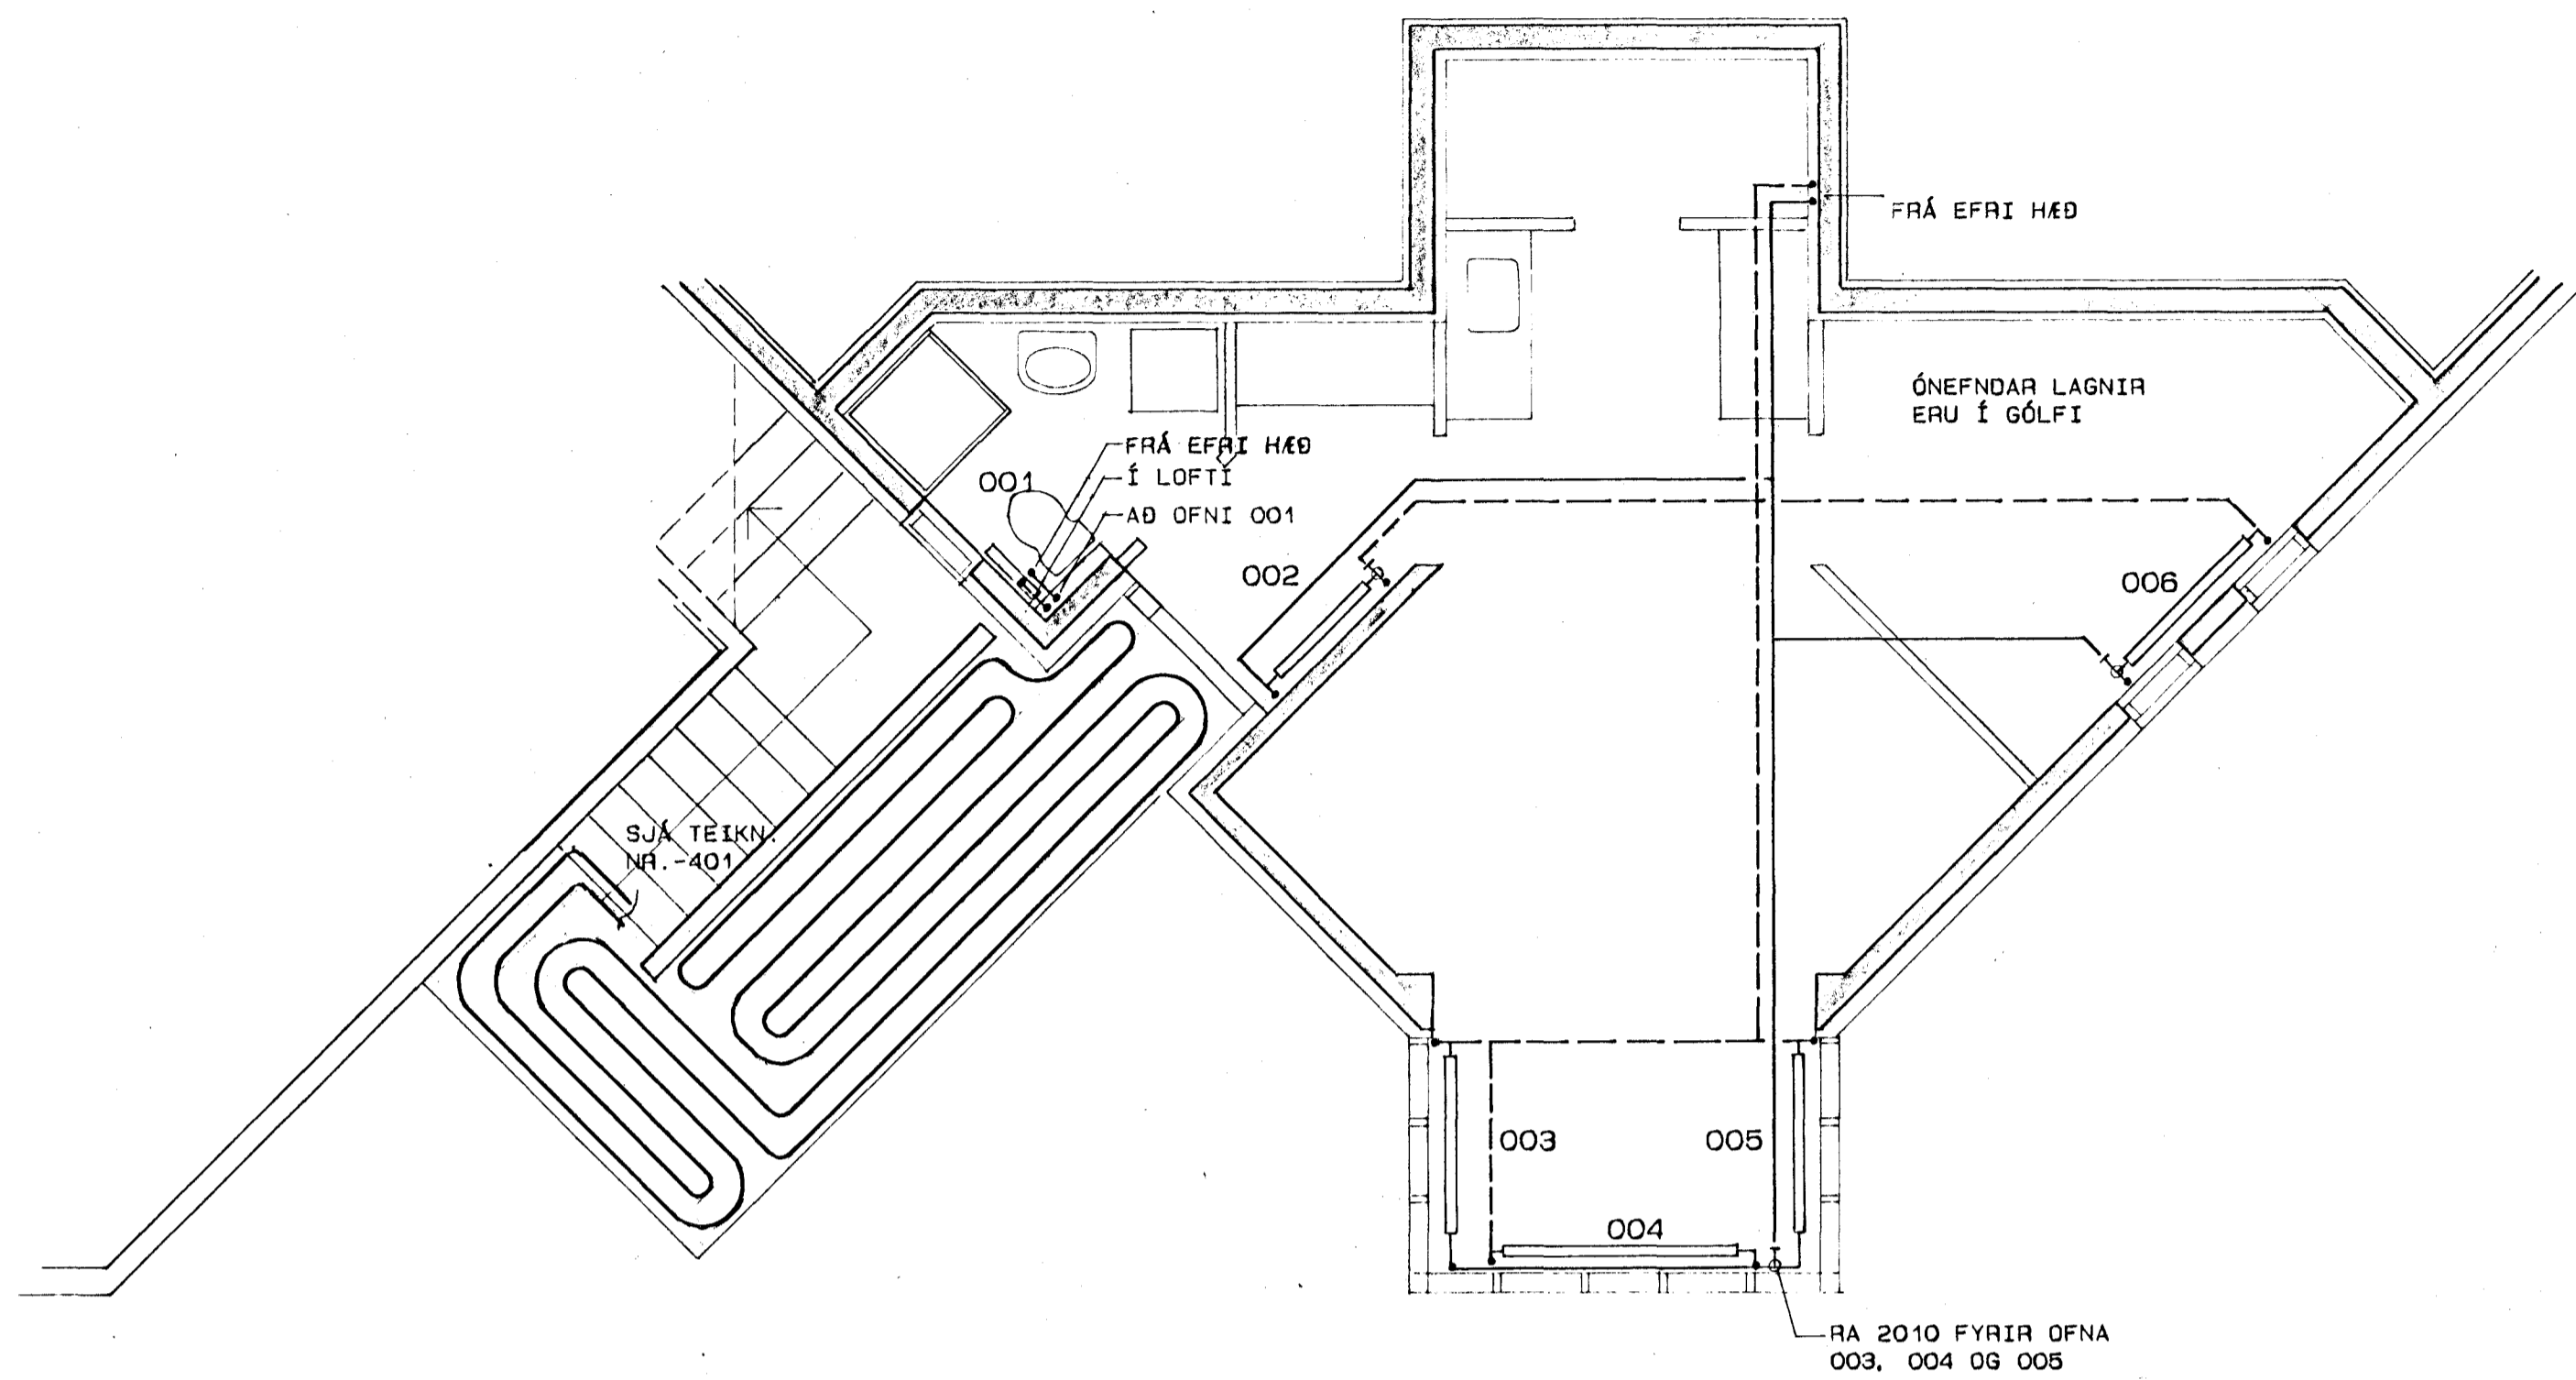 FRÁ EFRI HÆÐ
ÓNEFNDAR LAGNIR
ERU Í GÓLFI
FRÁ EFRI HÆÐ
Í LOFTI
AÐ OFNI 001
001
002
006
SJÁ TEIKN.
NR.-401
003
005
004
RA 2010 FYRIR OFNA
003, 004 OG 005